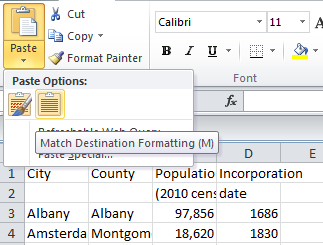 Cut
Calibri
11
Copy
Paste
Format Painter
B I U
Font
Paste Options:
fx
Refreshable Web Query
Match Destination Formatting (M)
Paste Special...
D E
1 City County Populatio Incorporation
2 (2010 cens date
3 Albany Albany 97,856 1686
4 Amsterda Montgom 18,620 1830